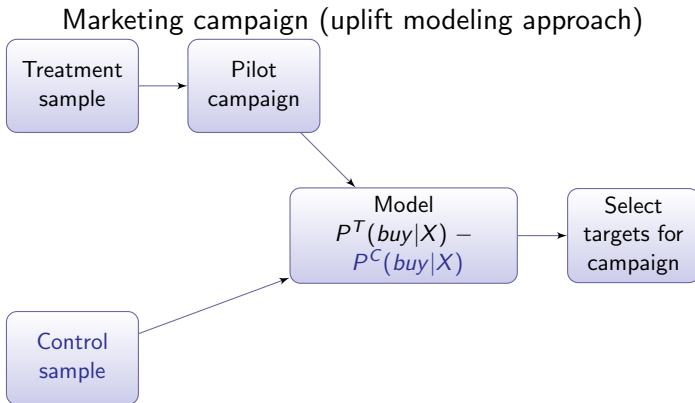 Marketing campaign (uplift modeling approach)
Treatment
sample
Pilot
campaign
Model
P^T(buy|X) −
P^C(buy|X)
Select
targets for
campaign
Control
sample